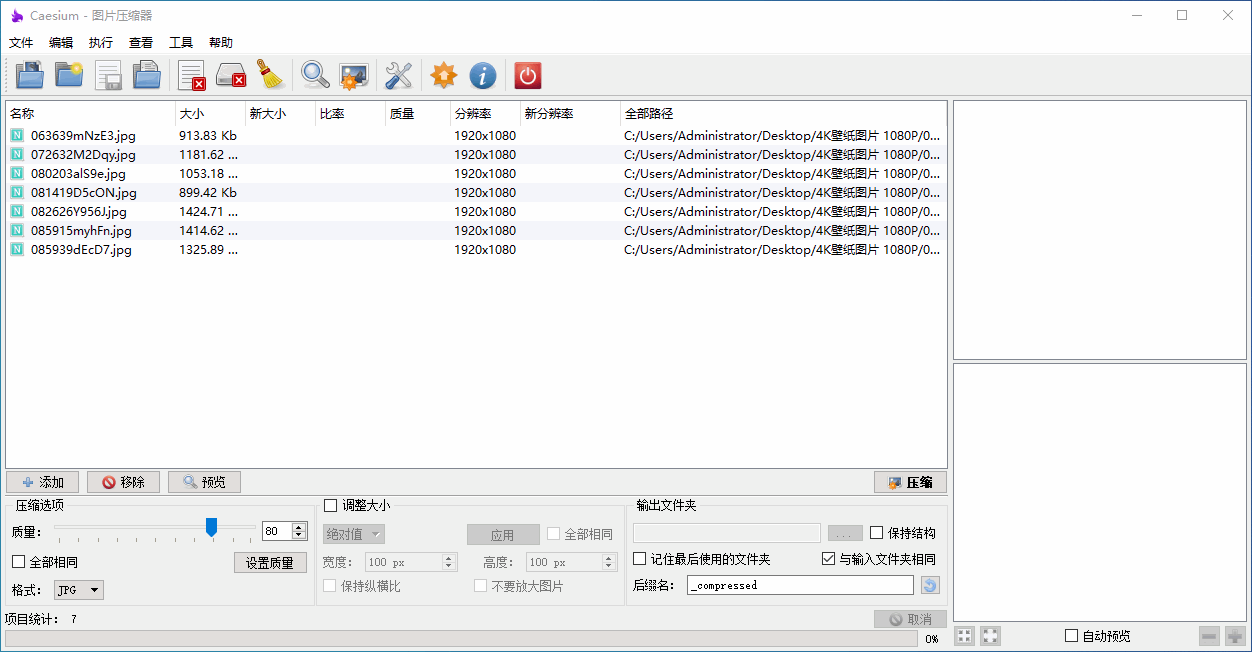 Caesium - 图片压缩器
文件 编辑 执行 查看 工具 帮助
名称 大小 新大小 比率 质量 分辨率 新分辨率 全部路径
063639mNzE3.jpg 913.83 Kb 1920x1080 C:/Users/Administrator/Desktop/4K壁纸图片 1080P/0...
072632M2Dqy.jpg 1181.62 ... 1920x1080 C:/Users/Administrator/Desktop/4K壁纸图片 1080P/0...
080203alS9e.jpg 1053.18 ... 1920x1080 C:/Users/Administrator/Desktop/4K壁纸图片 1080P/0...
081419D5cON.jpg 899.42 Kb 1920x1080 C:/Users/Administrator/Desktop/4K壁纸图片 1080P/0...
082626Y956J.jpg 1424.71 ... 1920x1080 C:/Users/Administrator/Desktop/4K壁纸图片 1080P/0...
085915myhFn.jpg 1414.62 ... 1920x1080 C:/Users/Administrator/Desktop/4K壁纸图片 1080P/0...
085939dEcD7.jpg 1325.89 ... 1920x1080 C:/Users/Administrator/Desktop/4K壁纸图片 1080P/0...
添加 移除 预览 压缩
压缩选项 调整大小 输出文件夹
质量: 80 绝对值 应用 全部相同 ... 保持结构
全部相同 设置质量 宽度: 100 px 高度: 100 px 记住最后使用的文件夹 与输入文件夹相同
格式: JPG 保持纵横比 不要放大图片 后缀名: _compressed
项目统计: 7 取消
0% 自动预览